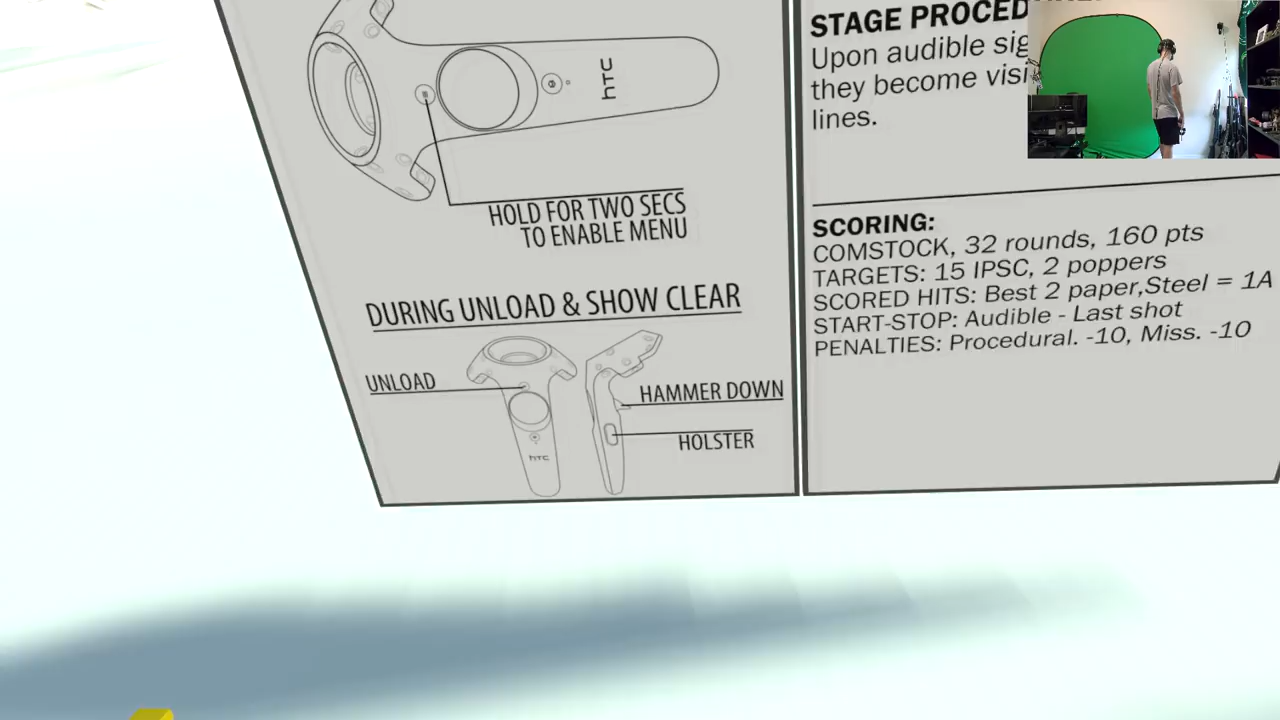 htc
HOLD FOR TWO SECS
TO ENABLE MENU
DURING UNLOAD & SHOW CLEAR
UNLOAD
HAMMER DOWN
HOLSTER
htc
STAGE PROCED
Upon audible sig
they become visi
lines.
SCORING:
COMSTOCK, 32 rounds, 160 pts
TARGETS: 15 IPSC, 2 poppers
SCORED HITS: Best 2 paper,Steel = 1A
START-STOP: Audible - Last shot
PENALTIES: Procedural. -10, Miss. -10